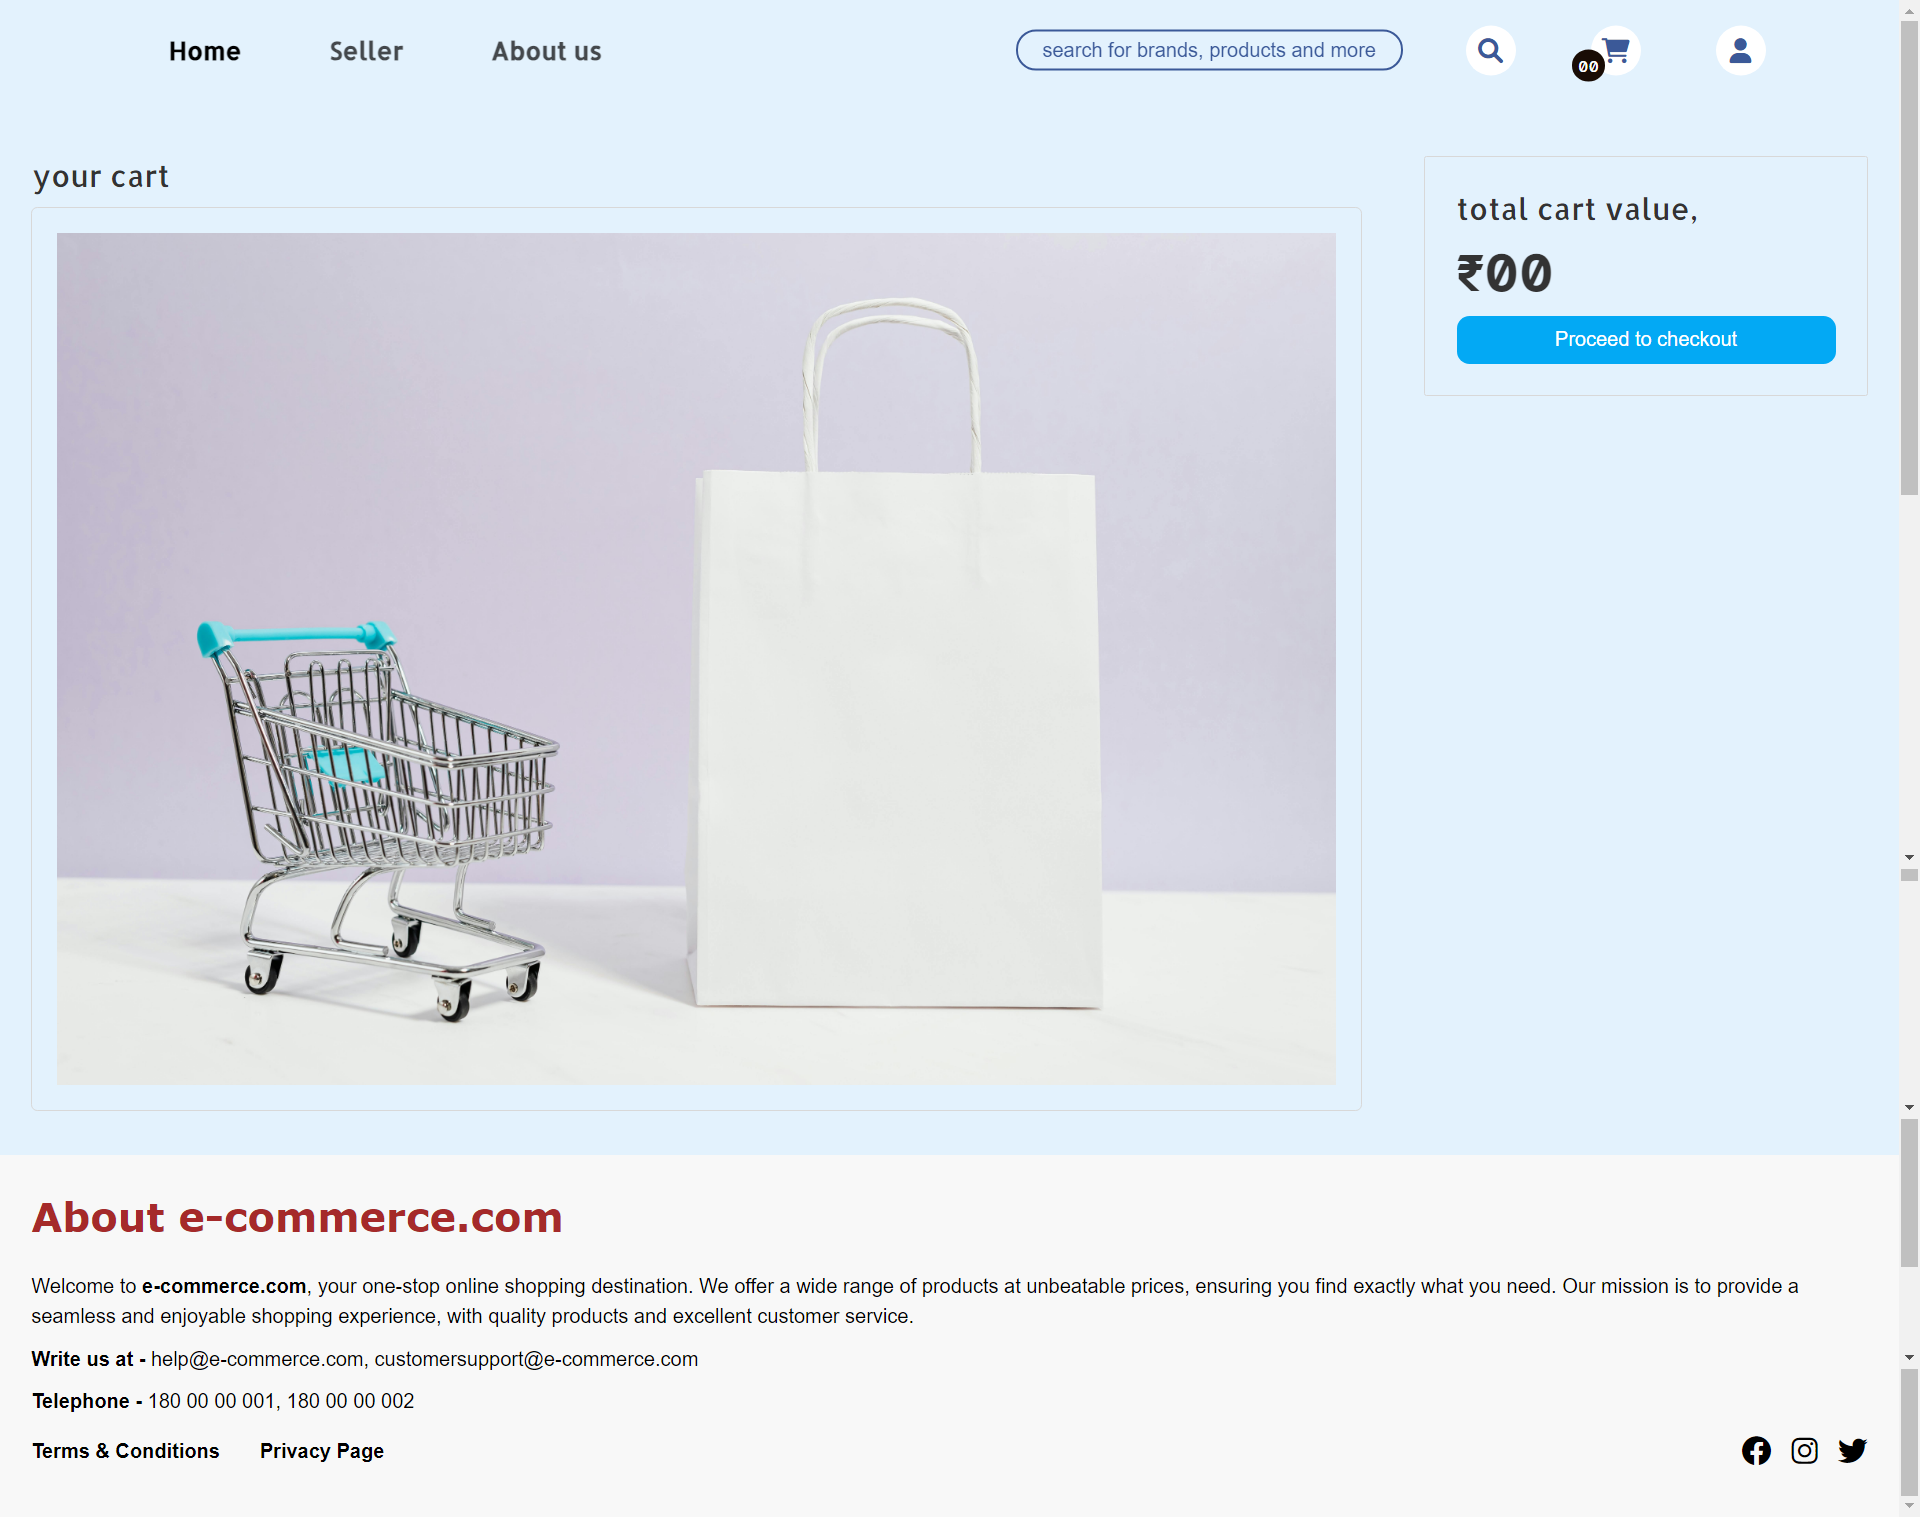 Home Seller About us search for brands, products and more 00
your cart
total cart value,
₹00
Proceed to checkout
About e-commerce.com
Welcome to e-commerce.com, your one-stop online shopping destination. We offer a wide range of products at unbeatable prices, ensuring you find exactly what you need. Our mission is to provide a
seamless and enjoyable shopping experience, with quality products and excellent customer service.
Write us at - help@e-commerce.com, customersupport@e-commerce.com
Telephone - 180 00 00 001, 180 00 00 002
Terms & Conditions Privacy Page